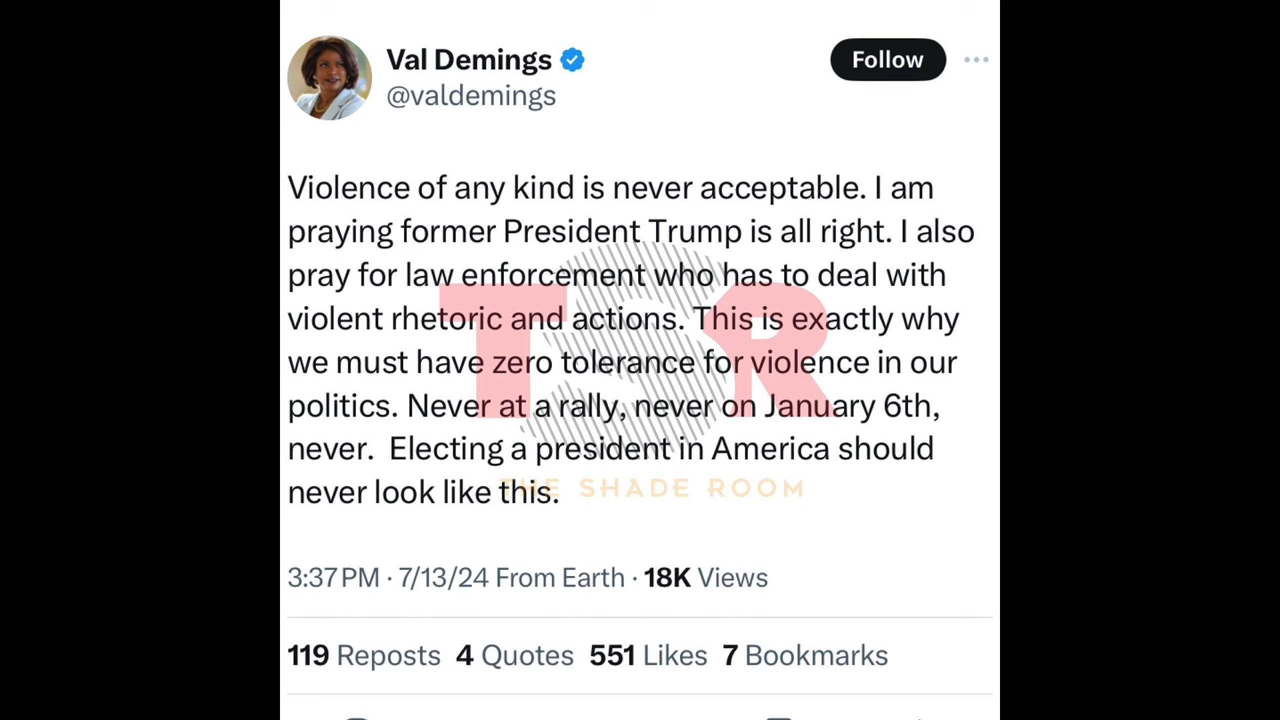 Val Demings
Follow
@valdemings
Violence of any kind is never acceptable. I am
praying former President Trump is all right. I also
pray for law enforcement who has to deal with
violent rhetoric and actions. This is exactly why
we must have zero tolerance for violence in our
politics. Never at a rally, never on January 6th,
never.  Electing a president in America should
never look like this.
TSR
THE SHADE ROOM
3:37 PM · 7/13/24 From Earth · 18K Views
119 Reposts 4 Quotes 551 Likes 7 Bookmarks